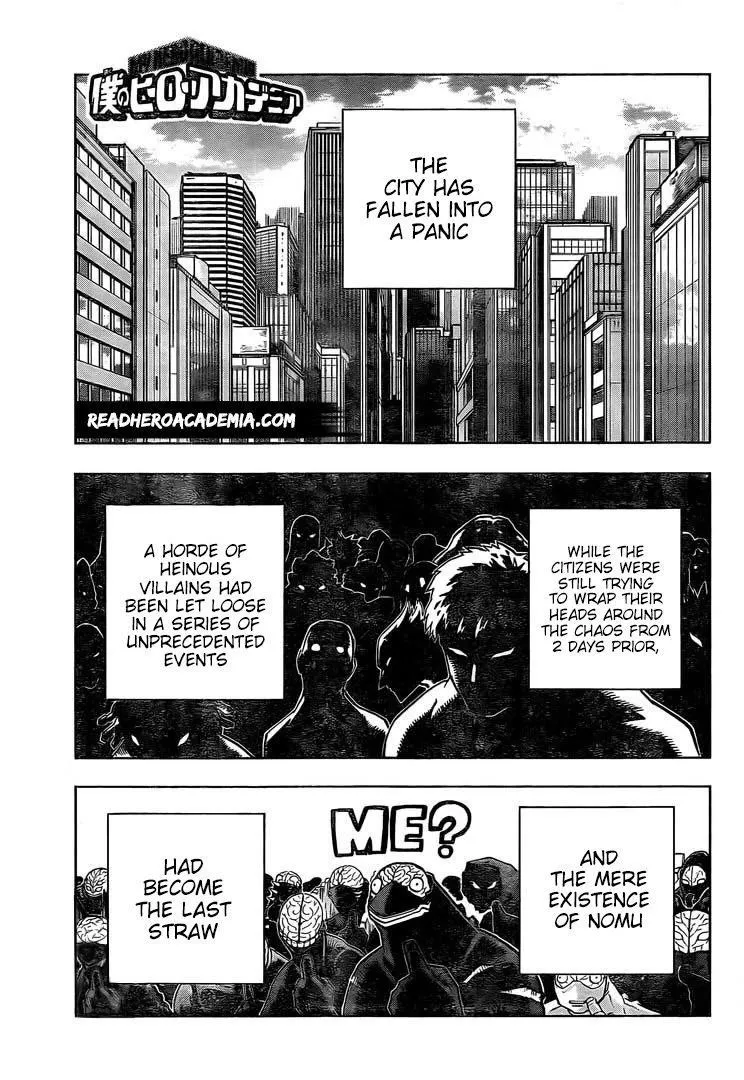 僕のヒーローアカデミア
THE
CITY HAS
FALLEN INTO
A PANIC
READHEROACADEMIA.COM
WHILE THE
CITIZENS WERE
STILL TRYING
TO WRAP THEIR
HEADS AROUND
THE CHAOS FROM
2 DAYS PRIOR,
A HORDE OF
HEINOUS
VILLAINS HAD
BEEN LET LOOSE
IN A SERIES OF
UNPRECEDENTED
EVENTS
ME?
AND
THE MERE
EXISTENCE
OF NOMU
HAD
BECOME
THE LAST
STRAW